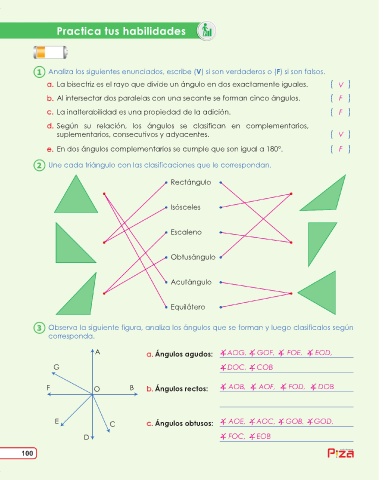 Practica tus habilidades
1 Analiza los siguientes enunciados, escribe (V) si son verdaderos o (F) si son falsos.
a. La bisectriz es el rayo que divide un ángulo en dos exactamente iguales. [ V ]
b. Al intersectar dos paralelas con una secante se forman cinco ángulos. [ F ]
c. La inalterabilidad es una propiedad de la adición. [ F ]
d. Según su relación, los ángulos se clasifican en complementarios,
suplementarios, consecutivos y adyacentes. [ V ]
e. En dos ángulos complementarios se cumple que son igual a 180°. [ F ]
2 Une cada triángulo con las clasificaciones que le correspondan.
Rectángulo
Isósceles
Escaleno
Obtusángulo
Acutángulo
Equilátero
3 Observa la siguiente figura, analiza los ángulos que se forman y luego clasifícalos según
corresponda.
A
G
F O B
E C
D
a. Ángulos agudos: ∡ AOG, ∡ GOF, ∡ FOE, ∡ EOD,
∡ DOC, ∡ COB
b. Ángulos rectos: ∡ AOB, ∡ AOF, ∡ FOD, ∡ DOB
c. Ángulos obtusos: ∡ AOE, ∡ AOC, ∡ GOB, ∡ GOD,
∡ FOC, ∡ EOB
100